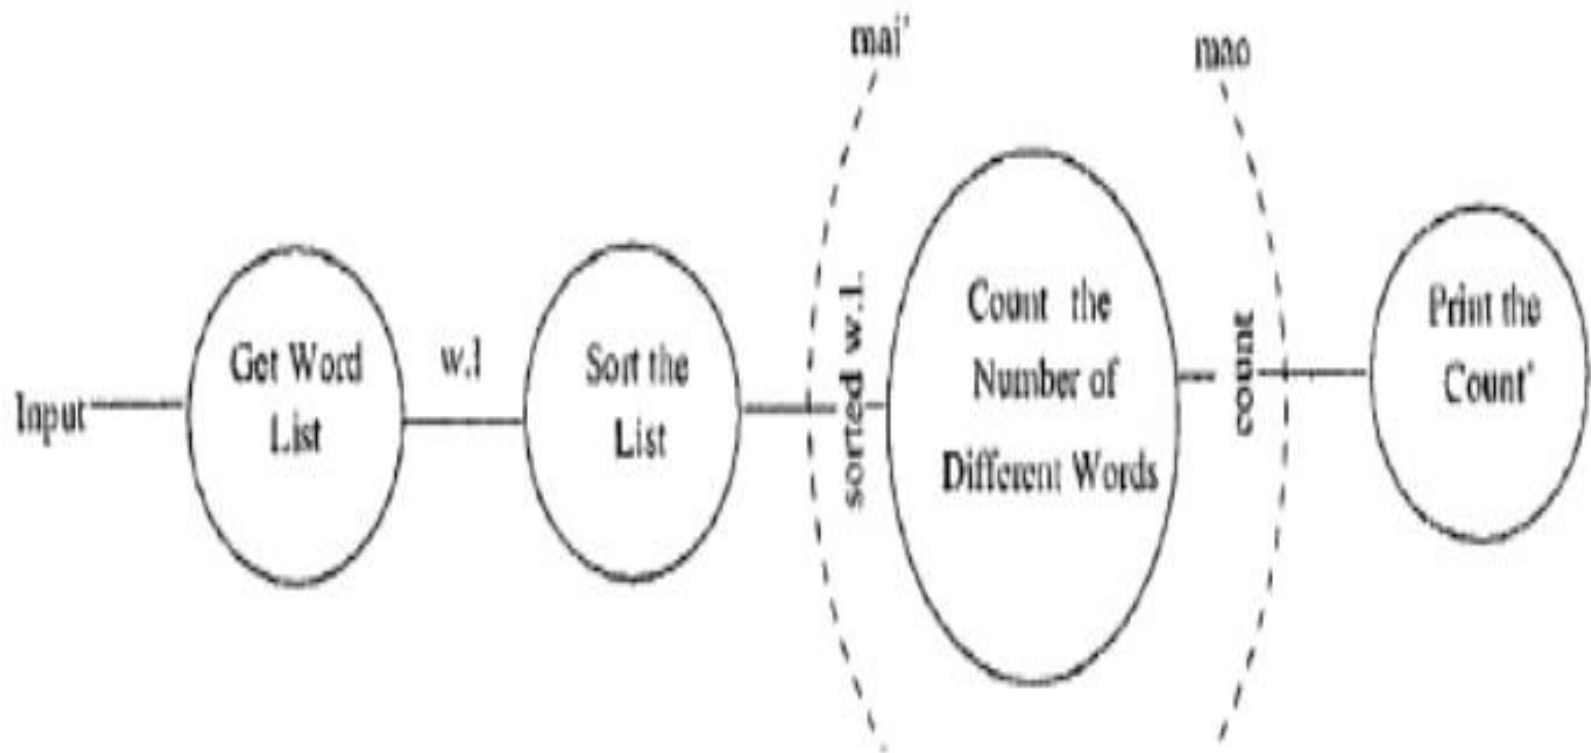 mai'
mao
Input
Get Word
List
w.l
Sort the
List
sorted w.l.
Count the
Number of
Different Words
count
Print the
Count'